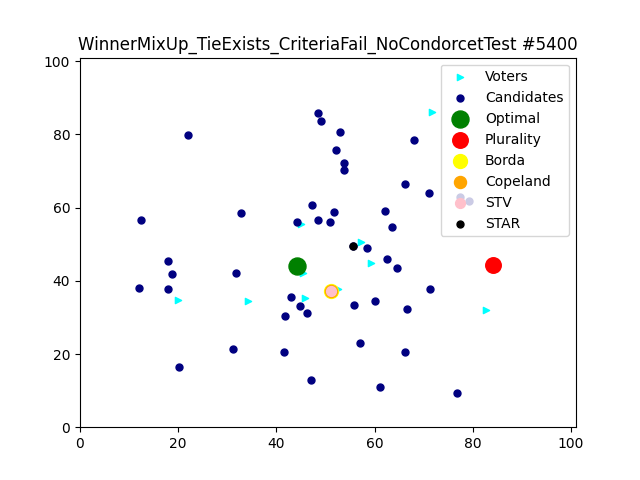 WinnerMixUp_TieExists_CriteriaFail_NoCondorcetTest #5400
100
80
60
40
20
0
0 20 40 60 80 100
Voters
Candidates
Optimal
Plurality
Borda
Copeland
STV
STAR